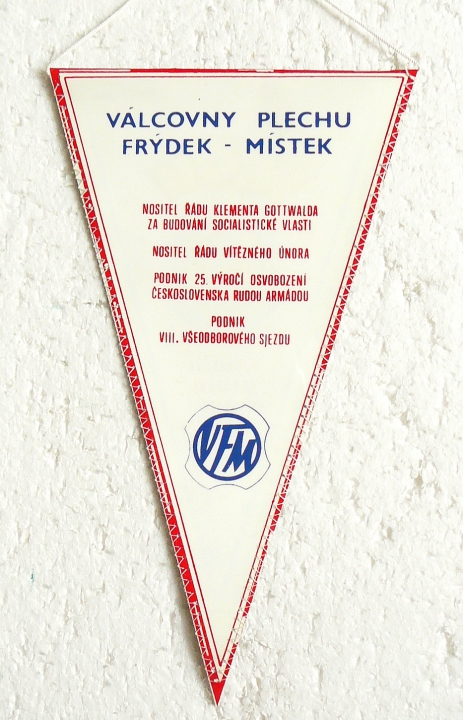 VÁLCOVNY PLECHU
FRÝDEK - MÍSTEK
NOSITEL ŘÁDU KLEMENTA GOTTWALDA
ZA BUDOVÁNÍ SOCIALISTICKÉ VLASTI
NOSITEL ŘÁDU VÍTĚZNÉHO ÚNORA
PODNIK 25. VÝROČÍ OSVOBOZENÍ
ČESKOSLOVENSKA RUDOU ARMÁDOU
PODNIK
VIII. VŠEODBOROVÉHO SJEZDU
VFM